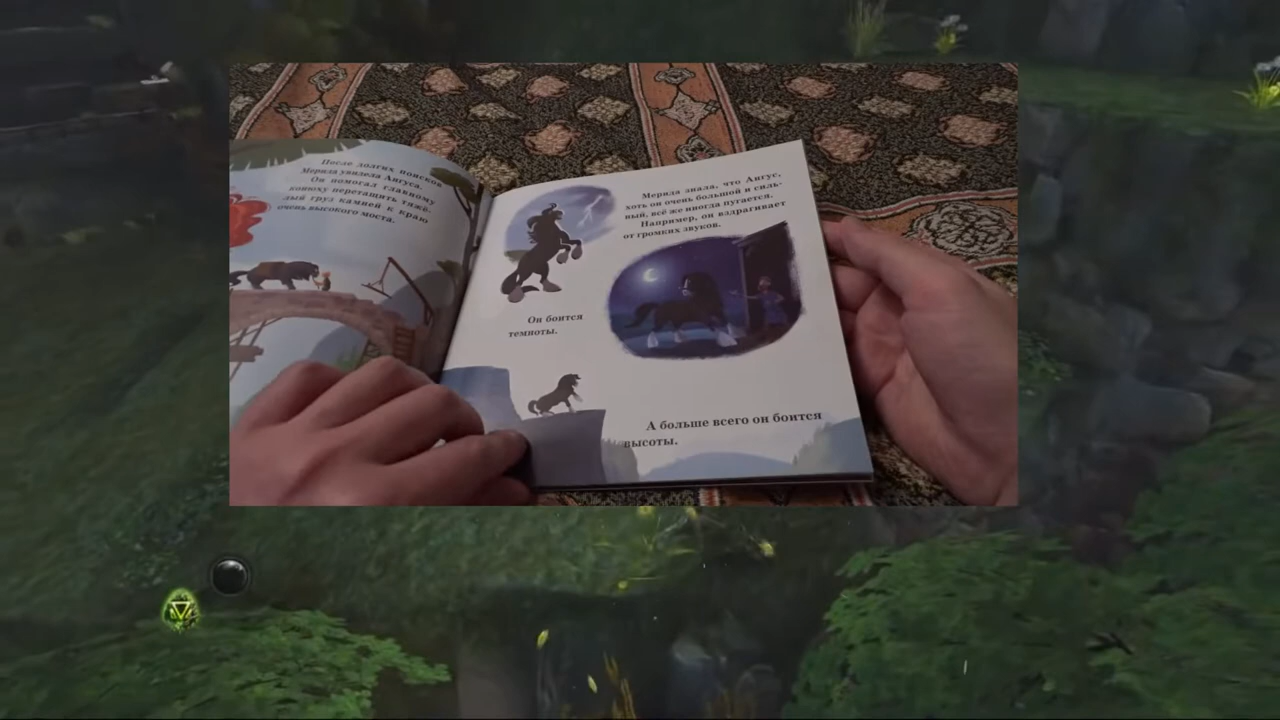 После долгих поисков
Мерида увидела Ангуса.
Он помогал главному
конюху перетащить тяжё-
лый груз камней к краю
очень высокого моста.
Мерида знала, что Ангус,
хоть он очень большой и силь-
ный, всё же иногда пугается.
Например, он вздрагивает
от громких звуков.
Он боится
темноты.
А больше всего он боится
высоты.